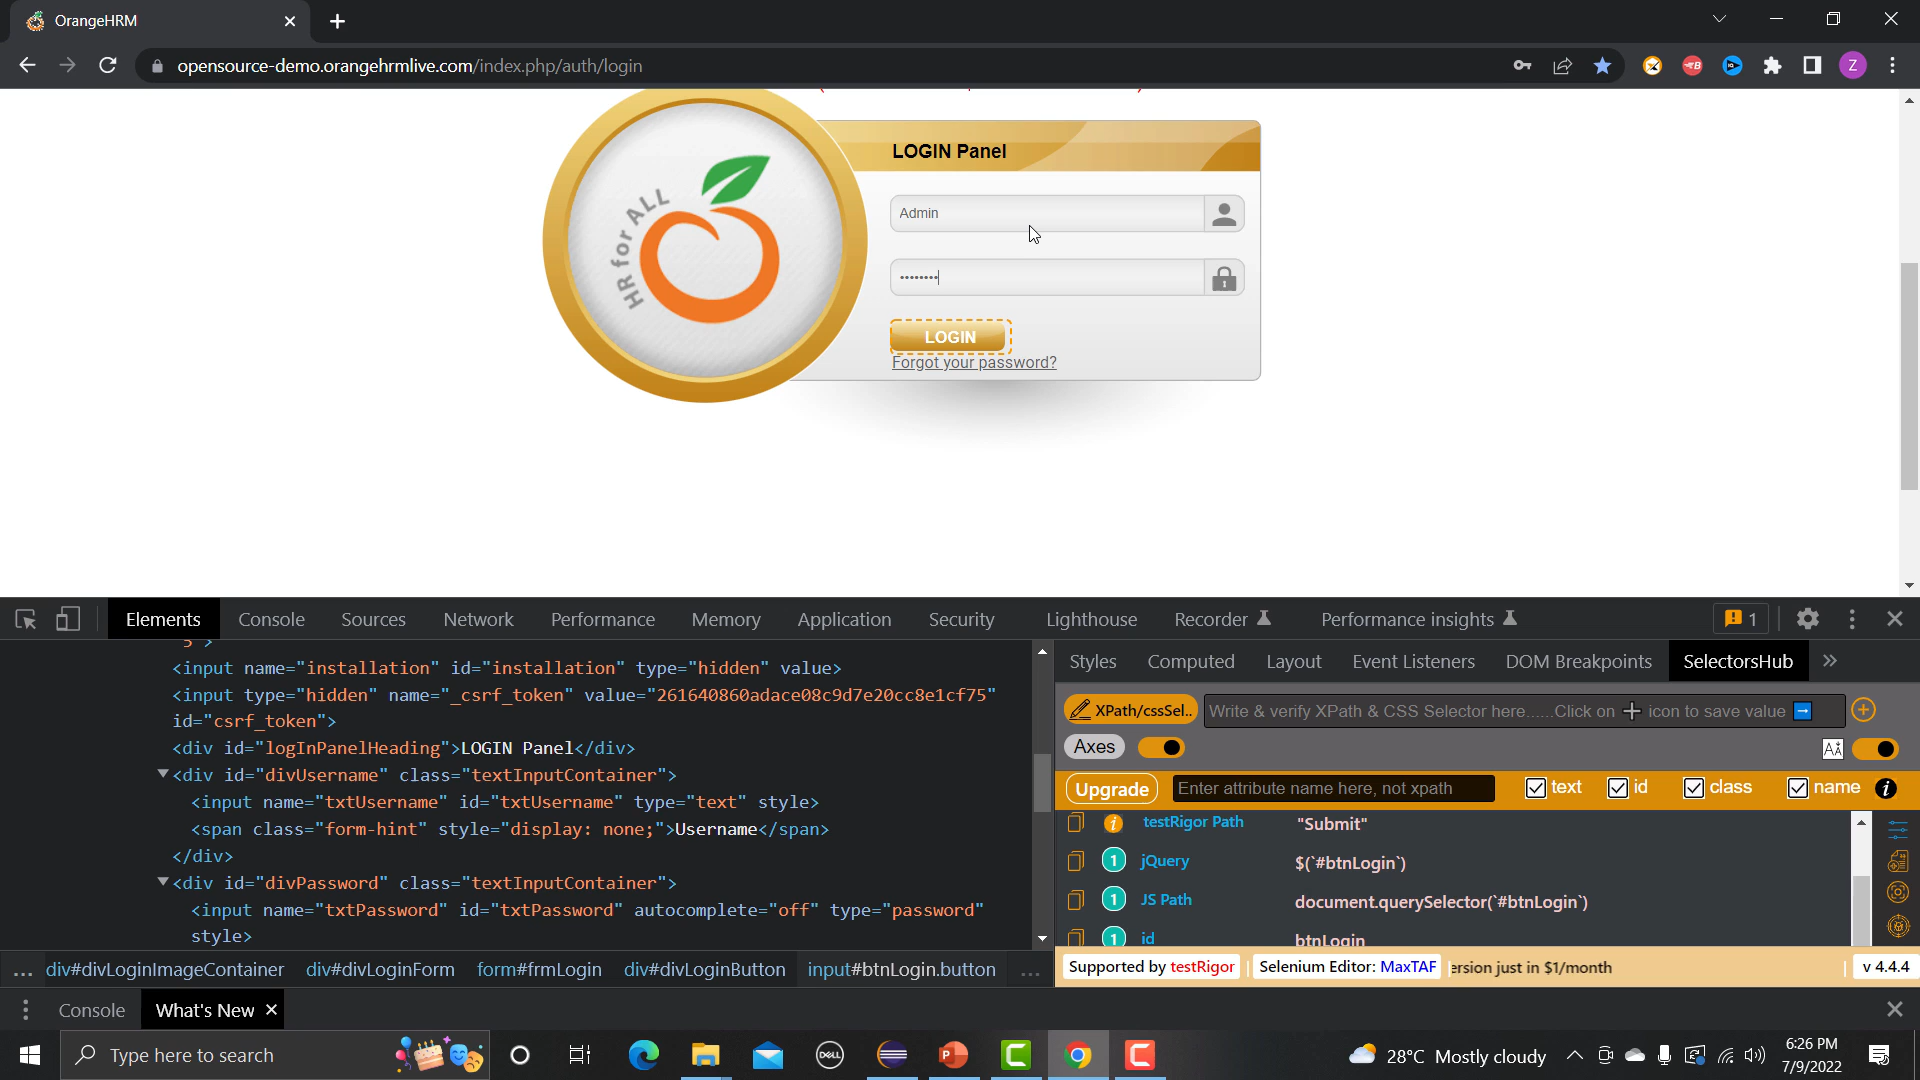 OrangeHRM
opensource-demo.orangehrmlive.com/index.php/auth/login
Z
HR for ALL
LOGIN Panel
Admin
••••••••
LOGIN
Forgot your password?
Elements Console Sources Network Performance Memory Application Security Lighthouse Recorder Performance insights 1
<input name="installation" id="installation" type="hidden" value>
<input type="hidden" name="_csrf_token" value="261640860adace08c9d7e20cc8e1cf75"
id="csrf_token">
<div id="logInPanelHeading">LOGIN Panel</div>
<div id="divUsername" class="textInputContainer">
<input name="txtUsername" id="txtUsername" type="text" style>
<span class="form-hint" style="display: none;">Username</span>
</div>
<div id="divPassword" class="textInputContainer">
<input name="txtPassword" id="txtPassword" autocomplete="off" type="password"
style>
... div#divLoginImageContainer div#divLoginForm form#frmLogin div#divLoginButton input#btnLogin.button ...
Styles Computed Layout Event Listeners DOM Breakpoints SelectorsHub »
XPath/cssSel.. Write & verify XPath & CSS Selector here......Click on + icon to save value
Axes
Upgrade Enter attribute name here, not xpath text id class name i
testRigor Path "Submit"
1 jQuery $(`#btnLogin`)
1 JS Path document.querySelector(`#btnLogin`)
1 id btnLogin
Supported by testRigor Selenium Editor: MaxTAF ersion just in $1/month v 4.4.4
Console What's New
Type here to search
DELL
28°C Mostly cloudy
6:26 PM
7/9/2022